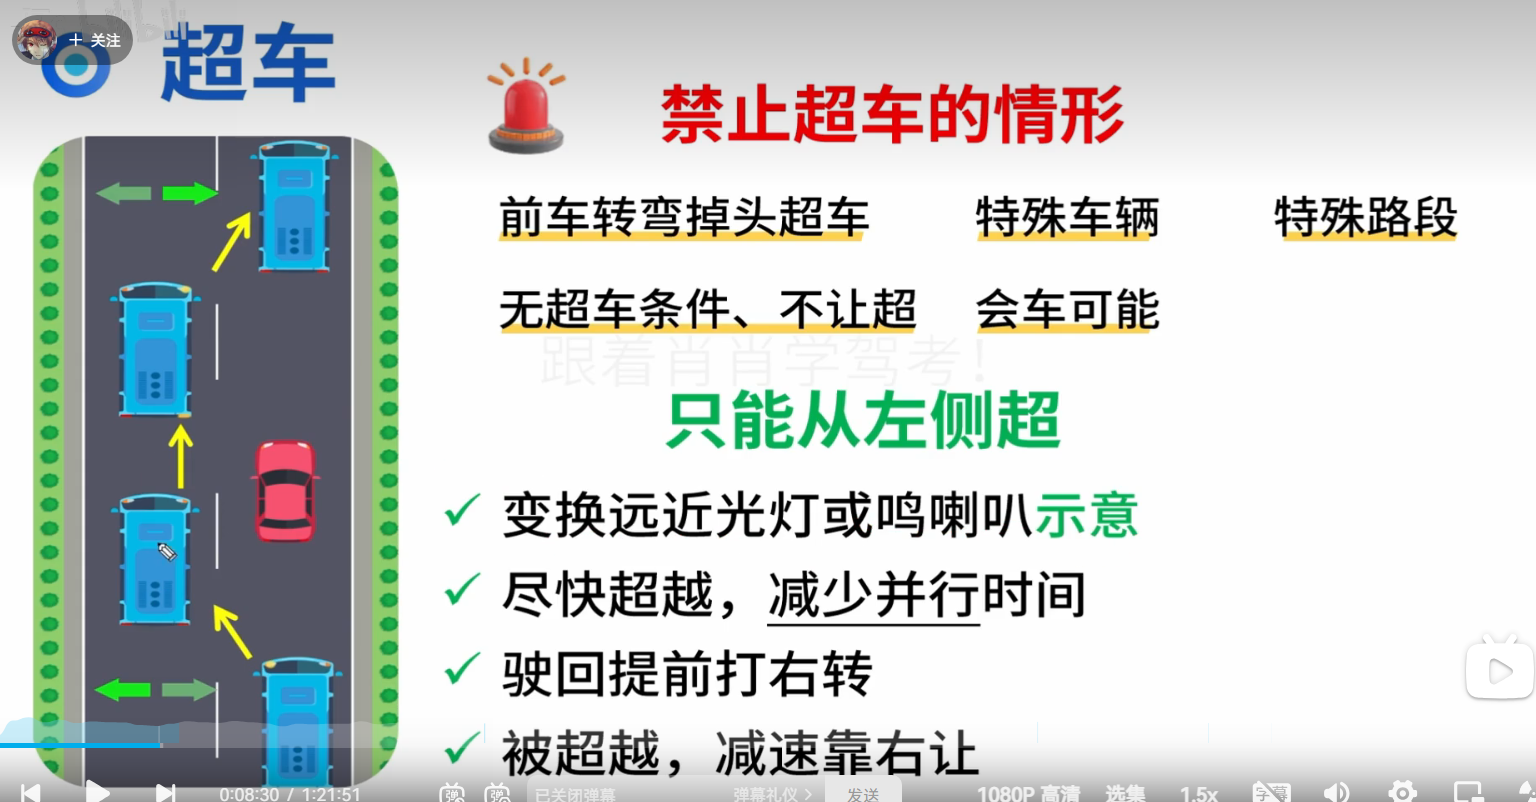 + 关注
超车
禁止超车的情形
前车转弯掉头超车 特殊车辆 特殊路段
无超车条件、不让超 会车可能
跟着肖肖学驾考！
只能从左侧超
变换远近光灯或鸣喇叭示意
尽快超越，减少并行时间
驶回提前打右转
被超越，减速靠右让
0:08:30 / 1:21:51 弹 弹 已关闭弹幕 弹幕礼仪 > 发送 1080P 高清 选集 1.5x 字幕